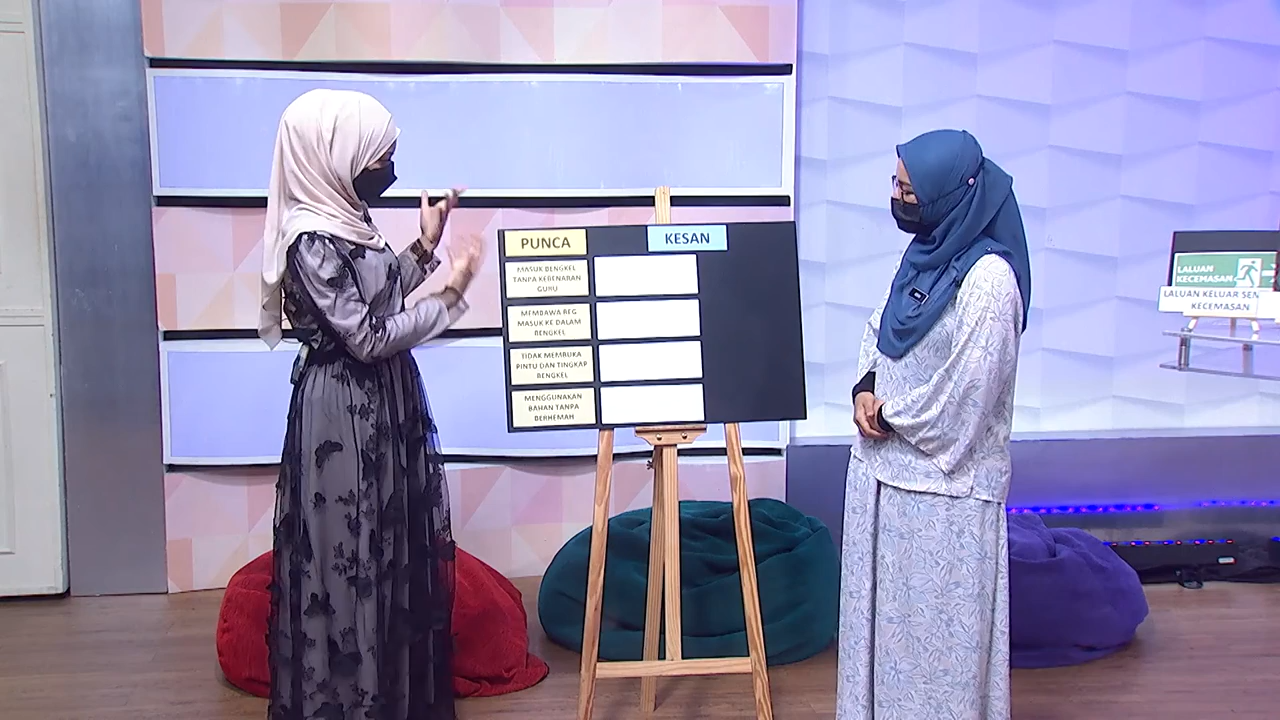 PUNCA
KESAN
MASUK BENGKEL
TANPA KEBENARAN
GURU
MEMBAWA BEG
MASUK KE DALAM
BENGKEL
TIDAK MEMBUKA
PINTU DAN TINGKAP
BENGKEL
MENGGUNAKAN
BAHAN TANPA
BERHEMAH
LALUAN
KECEMASAN
LALUAN KELUAR SEM
KECEMASAN